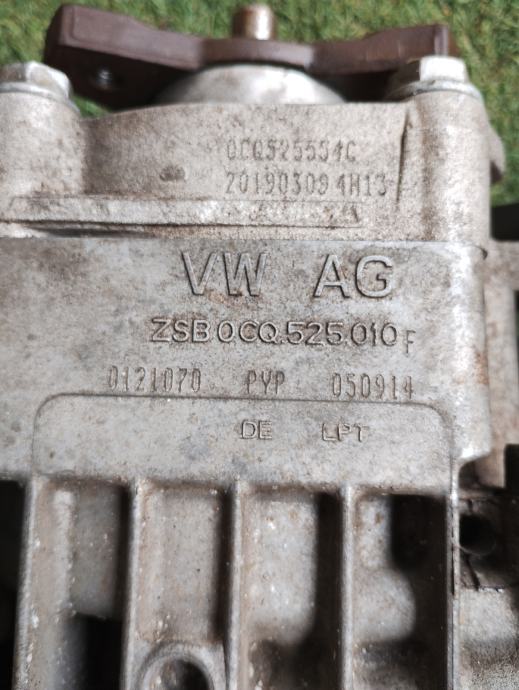 0CQ525554C
20190309 4H13
VW AG
ZSB 0CQ.525.010 F
0121070 PYP 050914
DE LPT